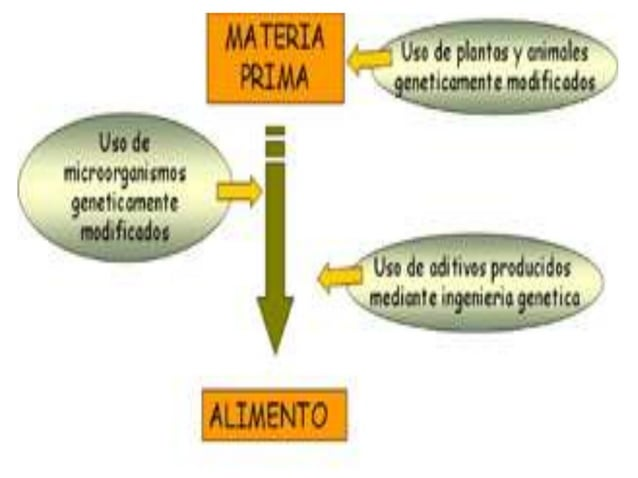 MATERIA
PRIMA
Uso de plantas y animales
geneticamente modificados
Uso de
microorganismos
geneticamente
modificados
Uso de aditivos producidos
mediante ingenieria genetica
ALIMENTO